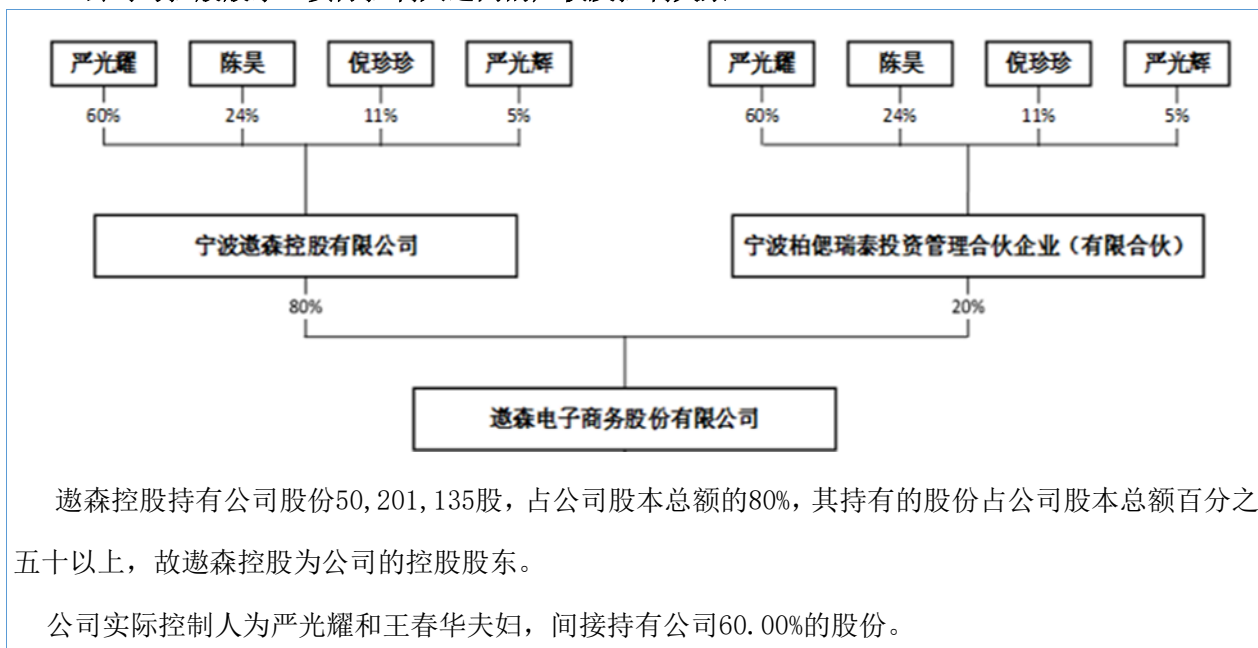 严光耀 陈昊 倪珍珍 严光辉 严光耀 陈昊 倪珍珍 严光辉
60% 24% 11% 5% 60% 24% 11% 5%
宁波遨森控股有限公司 宁波柏偲瑞泰投资管理合伙企业（有限合伙）
80% 20%
遨森电子商务股份有限公司
遨森控股持有公司股份50,201,135股，占公司股本总额的80%，其持有的股份占公司股本总额百分之
五十以上，故遨森控股为公司的控股股东。
公司实际控制人为严光耀和王春华夫妇，间接持有公司60.00%的股份。